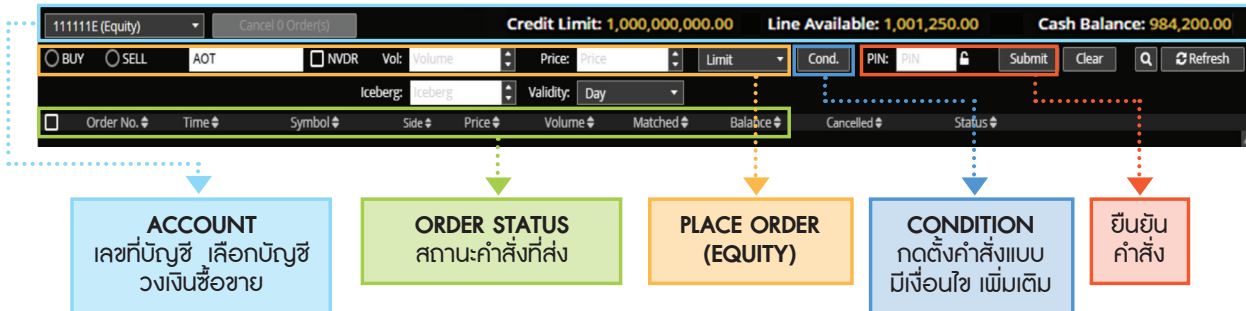 111111E (Equity) Cancel 0 Order(s) Credit Limit: 1,000,000,000.00 Line Available: 1,001,250.00 Cash Balance: 984,200.00
BUY SELL AOT NVDR Vol: Volume Price: Price Limit Cond. PIN: PIN Submit Clear Refresh
Iceberg: Iceberg Validity: Day
Order No. Time Symbol Side Price Volume Matched Balance Cancelled Status
ACCOUNT
เลขที่บัญชี เลือกบัญชี
วงเงินซื้อขาย
ORDER STATUS
สถานะคำสั่งที่ส่ง
PLACE ORDER
(EQUITY)
CONDITION
กดตั้งคำสั่งแบบ
มีเงื่อนไข เพิ่มเติม
ยืนยัน
คำสั่ง